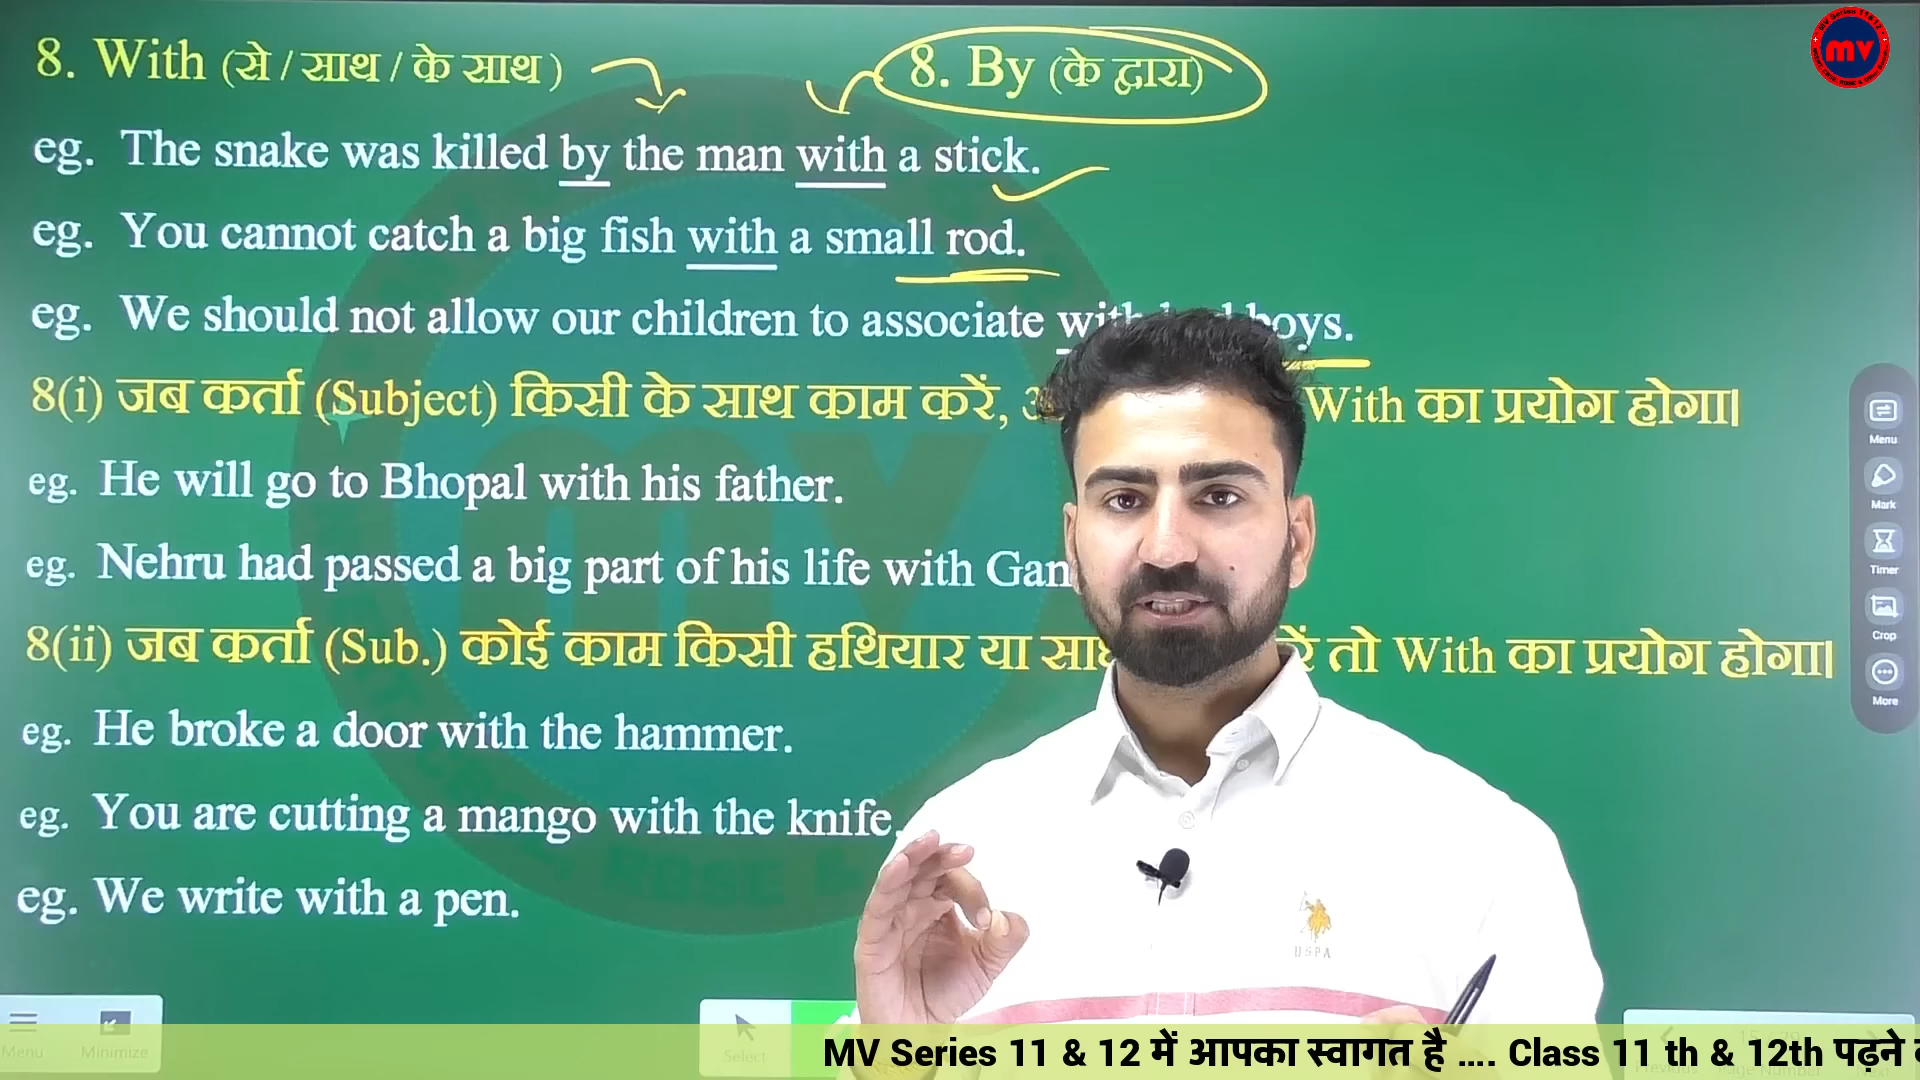 8. With (से / साथ / के साथ )
8. By (के द्वारा)
eg. The snake was killed by the man with a stick.
eg. You cannot catch a big fish with a small rod.
eg. We should not allow our children to associate with boys.
8(i) जब कर्ता (Subject) किसी के साथ काम करें, With का प्रयोग होगा।
eg. He will go to Bhopal with his father.
eg. Nehru had passed a big part of his life with
8(ii) जब कर्ता (Sub.) कोई काम किसी हथियार या तो With का प्रयोग होगा।
eg. He broke a door with the hammer.
eg. You are cutting a mango with the knife.
eg. We write with a pen.
mv
Menu
Mark
Timer
Crop
More
USPA
Menu
Minimize
Select
MV Series 11 & 12 में आपका स्वागत है .... Class 11 th & 12th पढ़ने